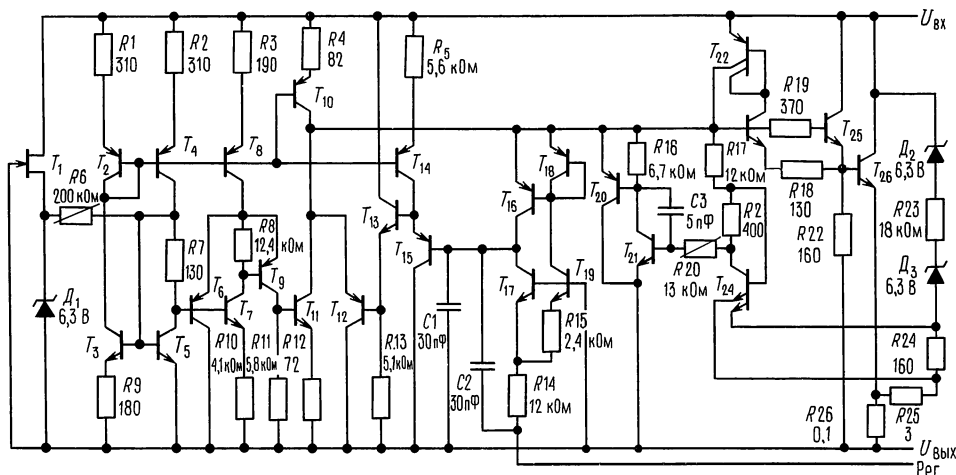 Uвх
R1
310
R2
310
R3
190
R4
82
R5
5,6 кОм
T1
T2
T4
T8
T10
T14
T22
R19
370
T25
T26
Д2
6,3 В
R6
200 кОм
R16
6,7 кОм
R17
12 кОм
R18
130
T18
T20
T16
T13
T15
C3
5 пФ
R2
400
R22
160
R23
18 кОм
R7
130
R8
12,4 кОм
T9
T6
T7
T11
T12
T17
T19
T21
R20
13 кОм
T24
Д3
6,3 В
Д1
6,3 В
T3
T5
R9
180
R10
4,1 кОм
R11
5,8 кОм
R12
72
R13
5,1 кОм
C1
30 пФ
C2
30 пФ
R15
2,4 кОм
R14
12 кОм
R24
160
R26
0,1
R25
3
Uвых
Рег